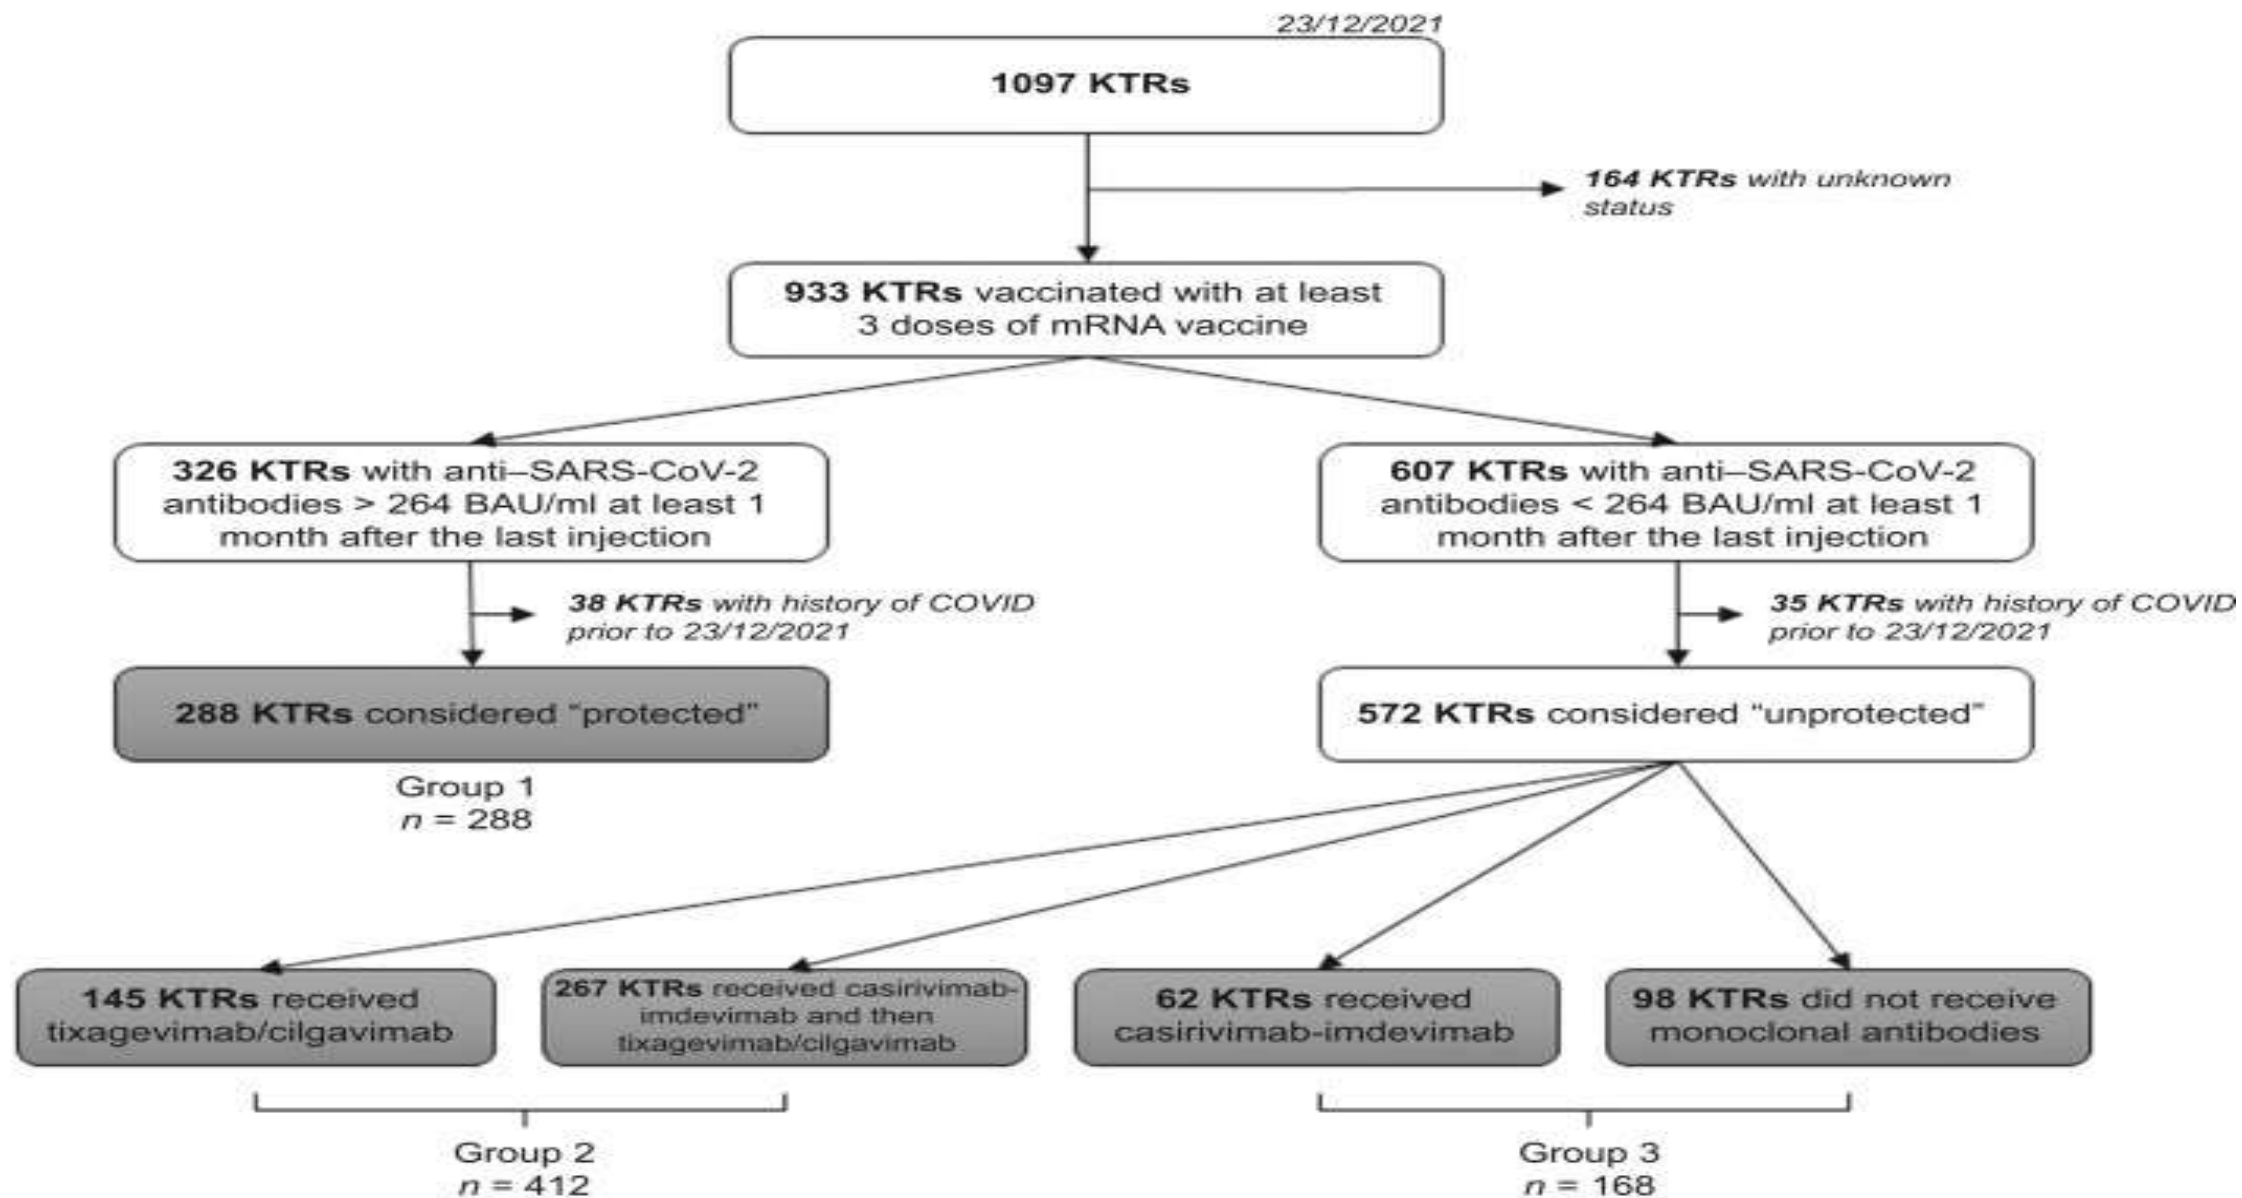 23/12/2021
1097 KTRs
164 KTRs with unknown
status
933 KTRs vaccinated with at least
3 doses of mRNA vaccine
326 KTRs with anti–SARS-CoV-2
antibodies > 264 BAU/ml at least 1
month after the last injection
607 KTRs with anti–SARS-CoV-2
antibodies < 264 BAU/ml at least 1
month after the last injection
38 KTRs with history of COVID
prior to 23/12/2021
35 KTRs with history of COVID
prior to 23/12/2021
288 KTRs considered “protected”
572 KTRs considered “unprotected”
Group 1
n = 288
145 KTRs received
tixagevimab/cilgavimab
267 KTRs received casirivimab-
imdevimab and then
tixagevimab/cilgavimab
62 KTRs received
casirivimab-imdevimab
98 KTRs did not receive
monoclonal antibodies
Group 2
n = 412
Group 3
n = 168